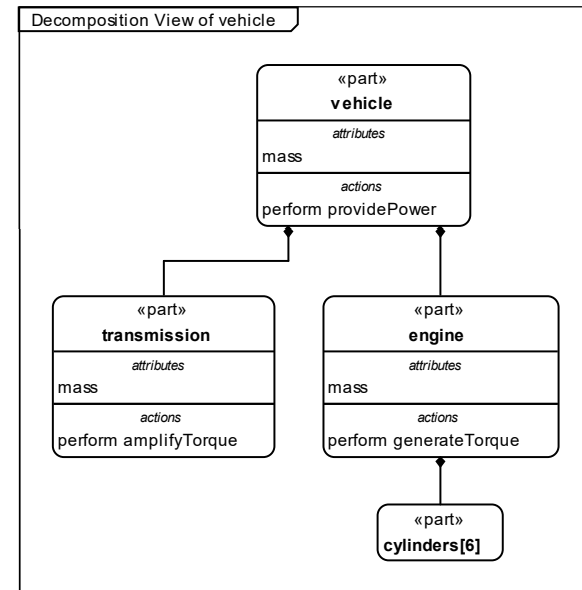 Decomposition View of vehicle
«part»
vehicle
attributes
mass
actions
perform providePower
«part»
transmission
attributes
mass
actions
perform amplifyTorque
«part»
engine
attributes
mass
actions
perform generateTorque
«part»
cylinders[6]